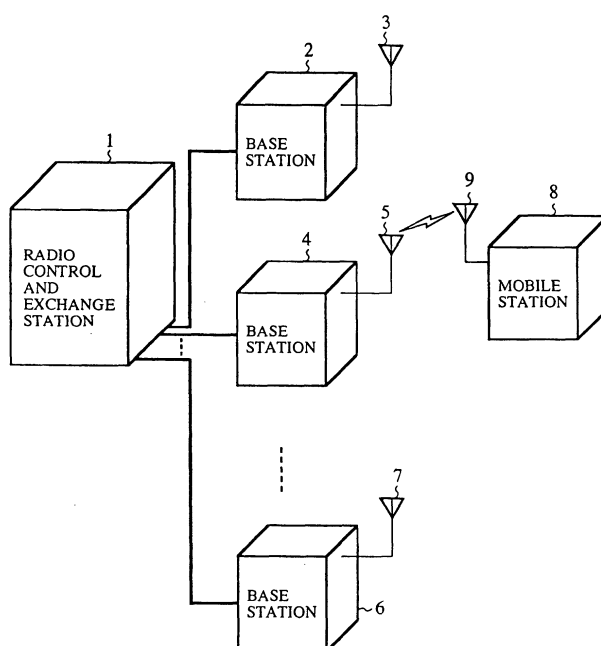 3
2
1
BASE
STATION
9
8
5
4
RADIO
CONTROL
AND
EXCHANGE
STATION
MOBILE
STATION
BASE
STATION
7
BASE
STATION
6